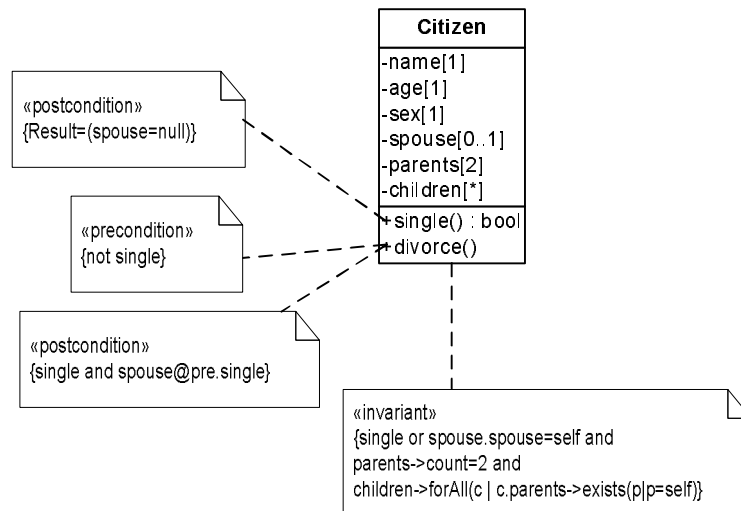 Citizen
-name[1]
-age[1]
-sex[1]
-spouse[0..1]
-parents[2]
-children[*]
+single() : bool
+divorce()
«postcondition»
{Result=(spouse=null)}
«precondition»
{not single}
«postcondition»
{single and spouse@pre.single}
«invariant»
{single or spouse.spouse=self and
parents->count=2 and
children->forAll(c | c.parents->exists(p|p=self)}